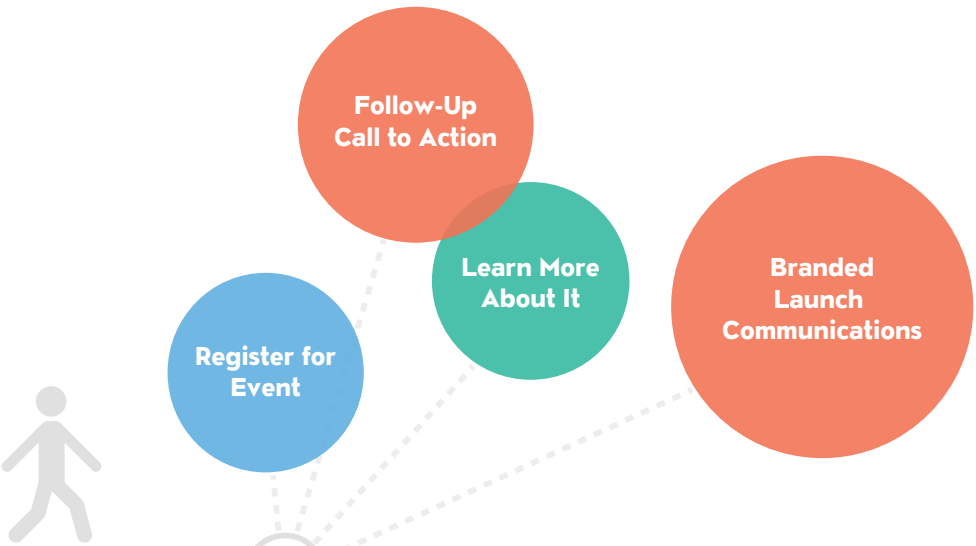 Follow-Up
Call to Action
Learn More
About It
Branded
Launch
Communications
Register for
Event